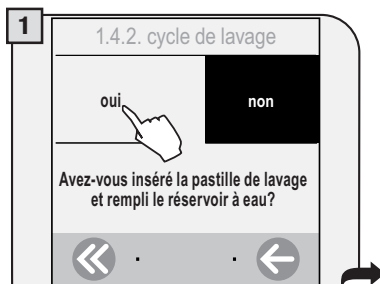 1
1.4.2. cycle de lavage
oui
non
Avez-vous inséré la pastille de lavage
et rempli le réservoir à eau?